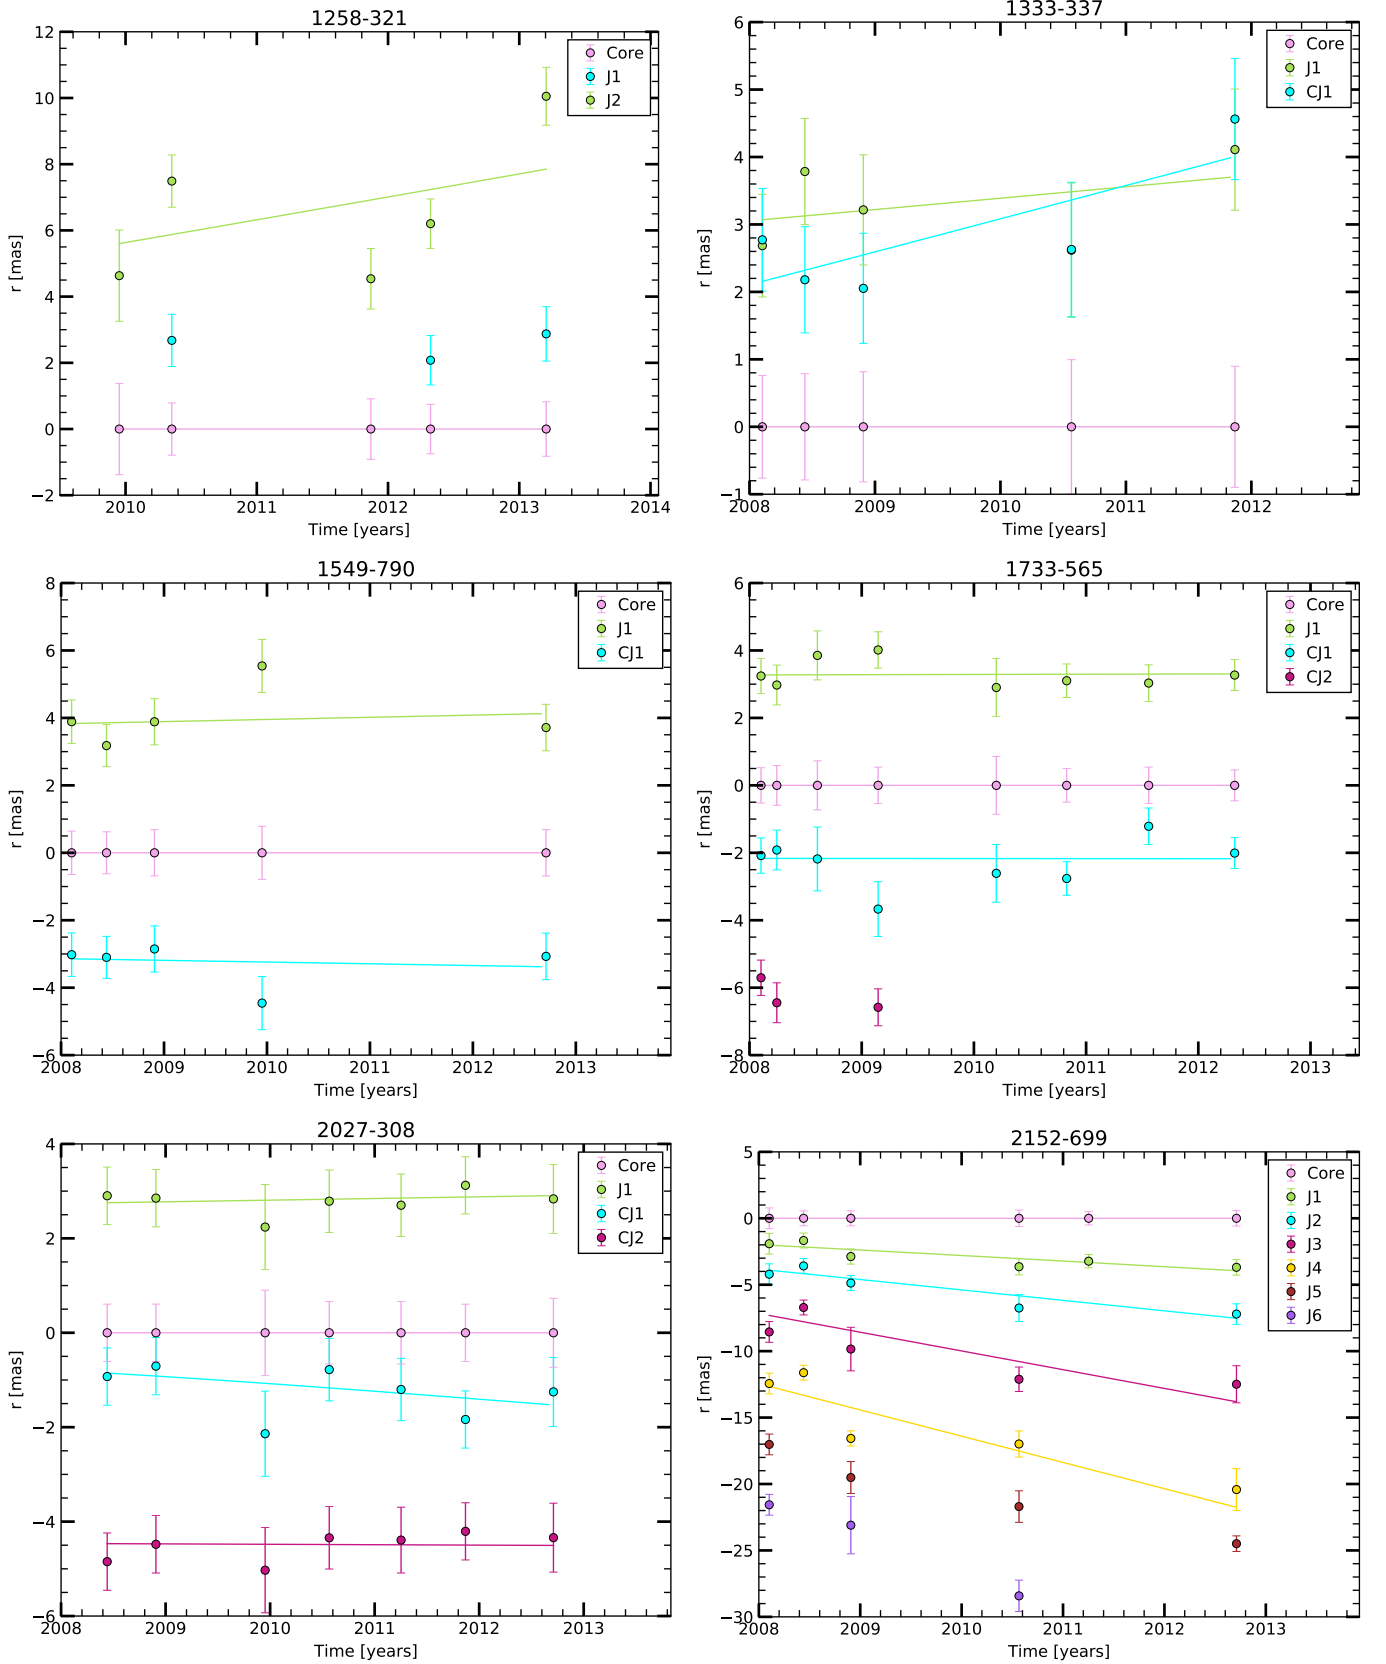 1258-321
12
10
8
6
4
2
0
−2
r [mas]
2010 2011 2012 2013 2014
Time [years]
Core
J1
J2
1333-337
6
5
4
3
2
1
0
−1
r [mas]
2008 2009 2010 2011 2012
Time [years]
Core
J1
CJ1
1549-790
8
6
4
2
0
−2
−4
−6
r [mas]
2008 2009 2010 2011 2012 2013
Time [years]
Core
J1
CJ1
1733-565
6
4
2
0
−2
−4
−6
−8
r [mas]
2008 2009 2010 2011 2012 2013
Time [years]
Core
J1
CJ1
CJ2
2027-308
4
2
0
−2
−4
−6
r [mas]
2008 2009 2010 2011 2012 2013
Time [years]
Core
J1
CJ1
CJ2
2152-699
5
0
−5
−10
−15
−20
−25
−30
r [mas]
2008 2009 2010 2011 2012 2013
Time [years]
Core
J1
J2
J3
J4
J5
J6